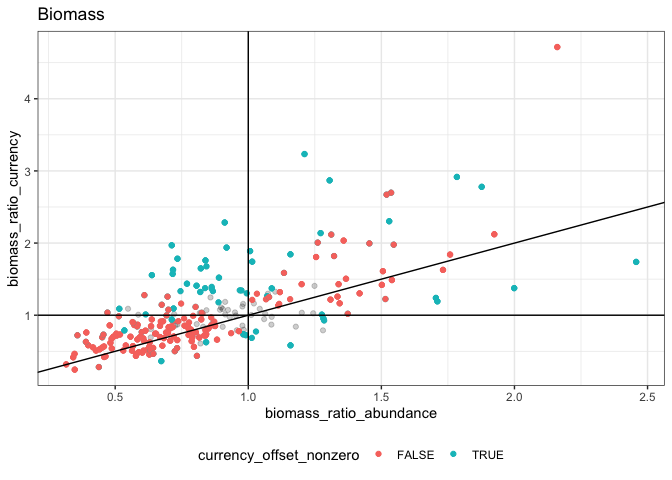 Biomass
biomass_ratio_currency
4
3
2
1
0.5 1.0 1.5 2.0 2.5
biomass_ratio_abundance
currency_offset_nonzero FALSE TRUE